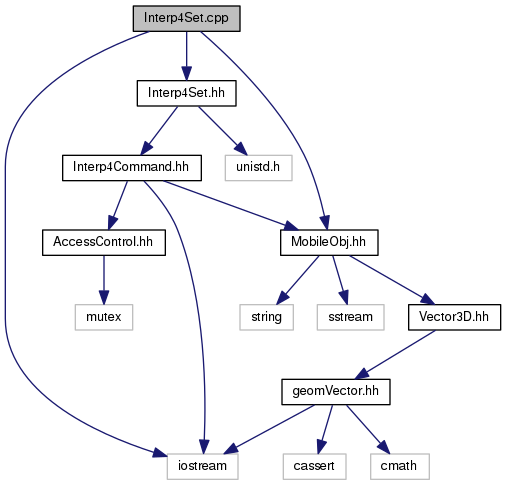 Interp4Set.cpp
Interp4Set.hh
Interp4Command.hh
unistd.h
AccessControl.hh
MobileObj.hh
mutex
string
sstream
Vector3D.hh
geomVector.hh
iostream
cassert
cmath